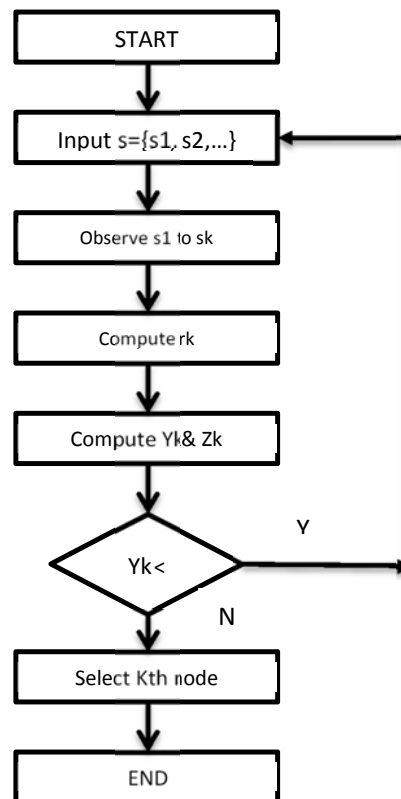 START
Input s={s1, s2,...}
Observe s1 to sk
Compute rk
Compute Yk& Zk
Yk<
Y
N
Select Kth node
END